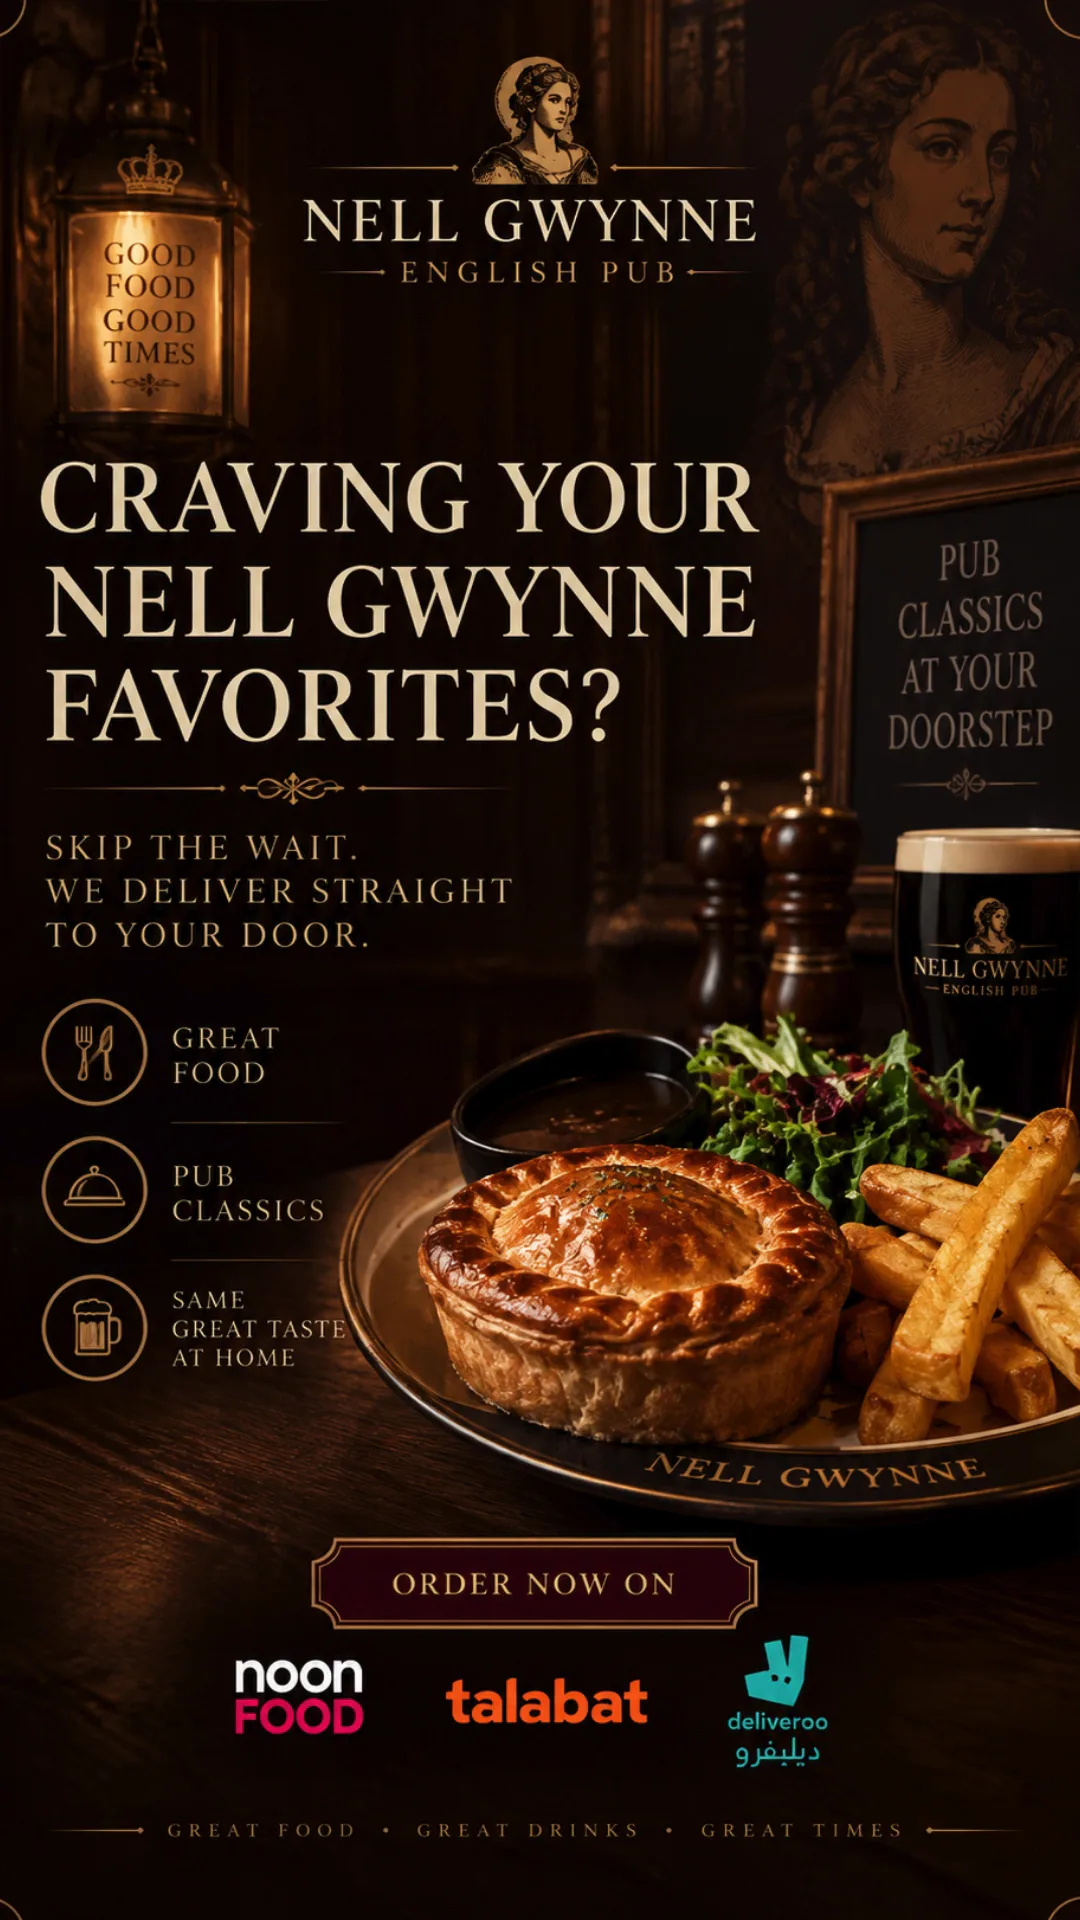 NELL GWYNNE
ENGLISH PUB
GOOD
FOOD
GOOD
TIMES
CRAVING YOUR
NELL GWYNNE
FAVORITES?
PUB
CLASSICS
AT YOUR
DOORSTEP
SKIP THE WAIT.
WE DELIVER STRAIGHT
TO YOUR DOOR.
NELL GWYNNE
ENGLISH PUB
GREAT
FOOD
PUB
CLASSICS
SAME
GREAT TASTE
AT HOME
NELL GWYNNE
ORDER NOW ON
noon
FOOD
talabat
deliveroo
ديليفرو
GREAT FOOD • GREAT DRINKS • GREAT TIMES